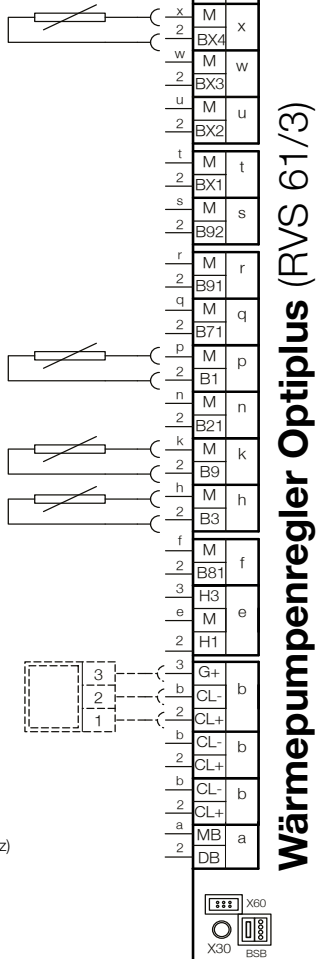 x M x
2 BX4
w M w
2 BX3
u M u
2 BX2
t M t
2 BX1
s M s
2 B92
r M r
2 B91
q M q
2 B71
p M p
2 B1
n M n
2 B21
k M k
2 B9
h M h
2 B3
f M f
2 B81
3 H3
e M e
2 H1
3 3 G+
2 b CL- b
1 2 CL+
b CL- b
2 CL+
b CL- b
2 CL+
a MB a
2 DB
z)
X60
X30 BSB
Wärmepumpenregler Optiplus (RVS 61/3)